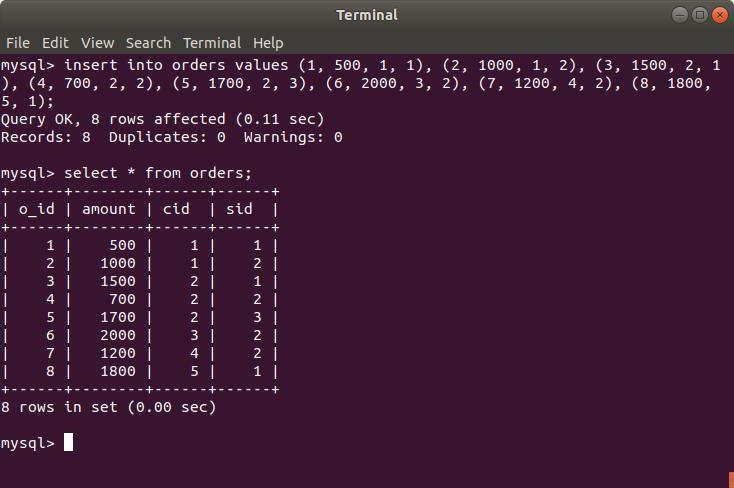 Terminal
File Edit View Search Terminal Help
mysql> insert into orders values (1, 500, 1, 1), (2, 1000, 1, 2), (3, 1500, 2, 1
), (4, 700, 2, 2), (5, 1700, 2, 3), (6, 2000, 3, 2), (7, 1200, 4, 2), (8, 1800,
5, 1);
Query OK, 8 rows affected (0.11 sec)
Records: 8  Duplicates: 0  Warnings: 0
mysql> select * from orders;
+------+--------+------+------+
| o_id | amount | cid  | sid  |
+------+--------+------+------+
|    1 |    500 |    1 |    1 |
|    2 |   1000 |    1 |    2 |
|    3 |   1500 |    2 |    1 |
|    4 |    700 |    2 |    2 |
|    5 |   1700 |    2 |    3 |
|    6 |   2000 |    3 |    2 |
|    7 |   1200 |    4 |    2 |
|    8 |   1800 |    5 |    1 |
+------+--------+------+------+
8 rows in set (0.00 sec)
mysql>